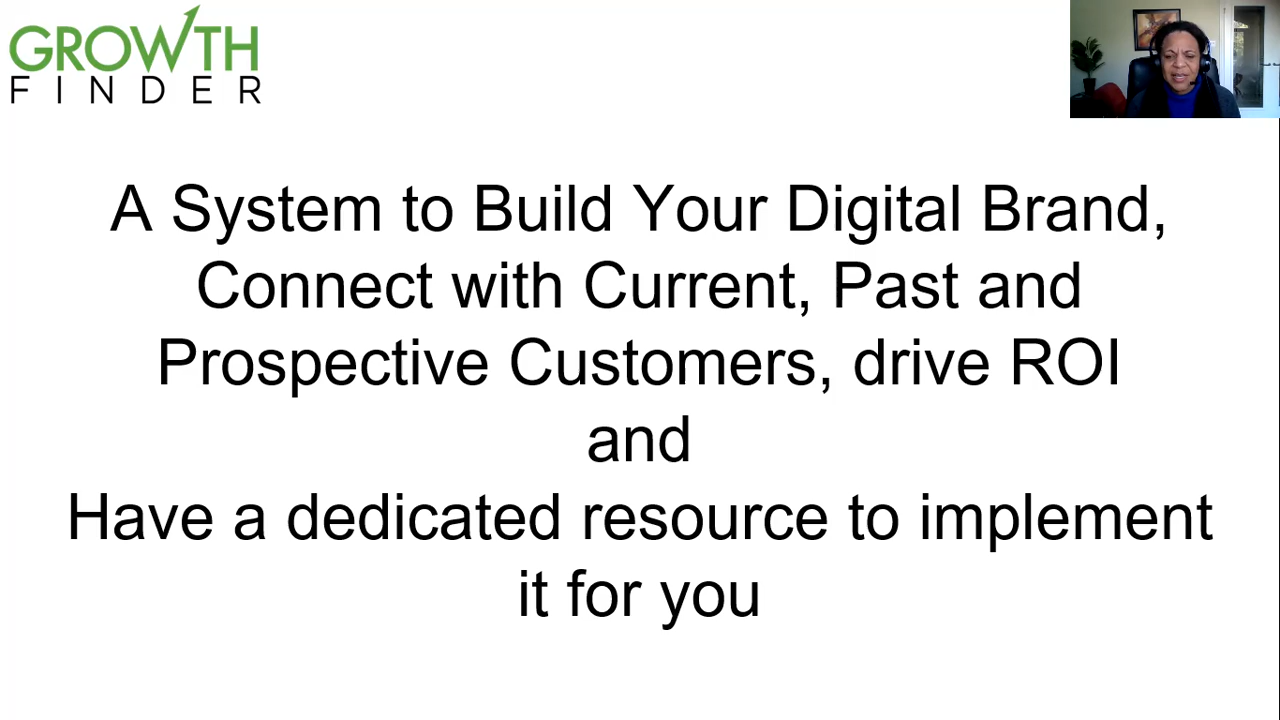 GROWTH
FINDER
A System to Build Your Digital Brand,
Connect with Current, Past and
Prospective Customers, drive ROI
and
Have a dedicated resource to implement
it for you